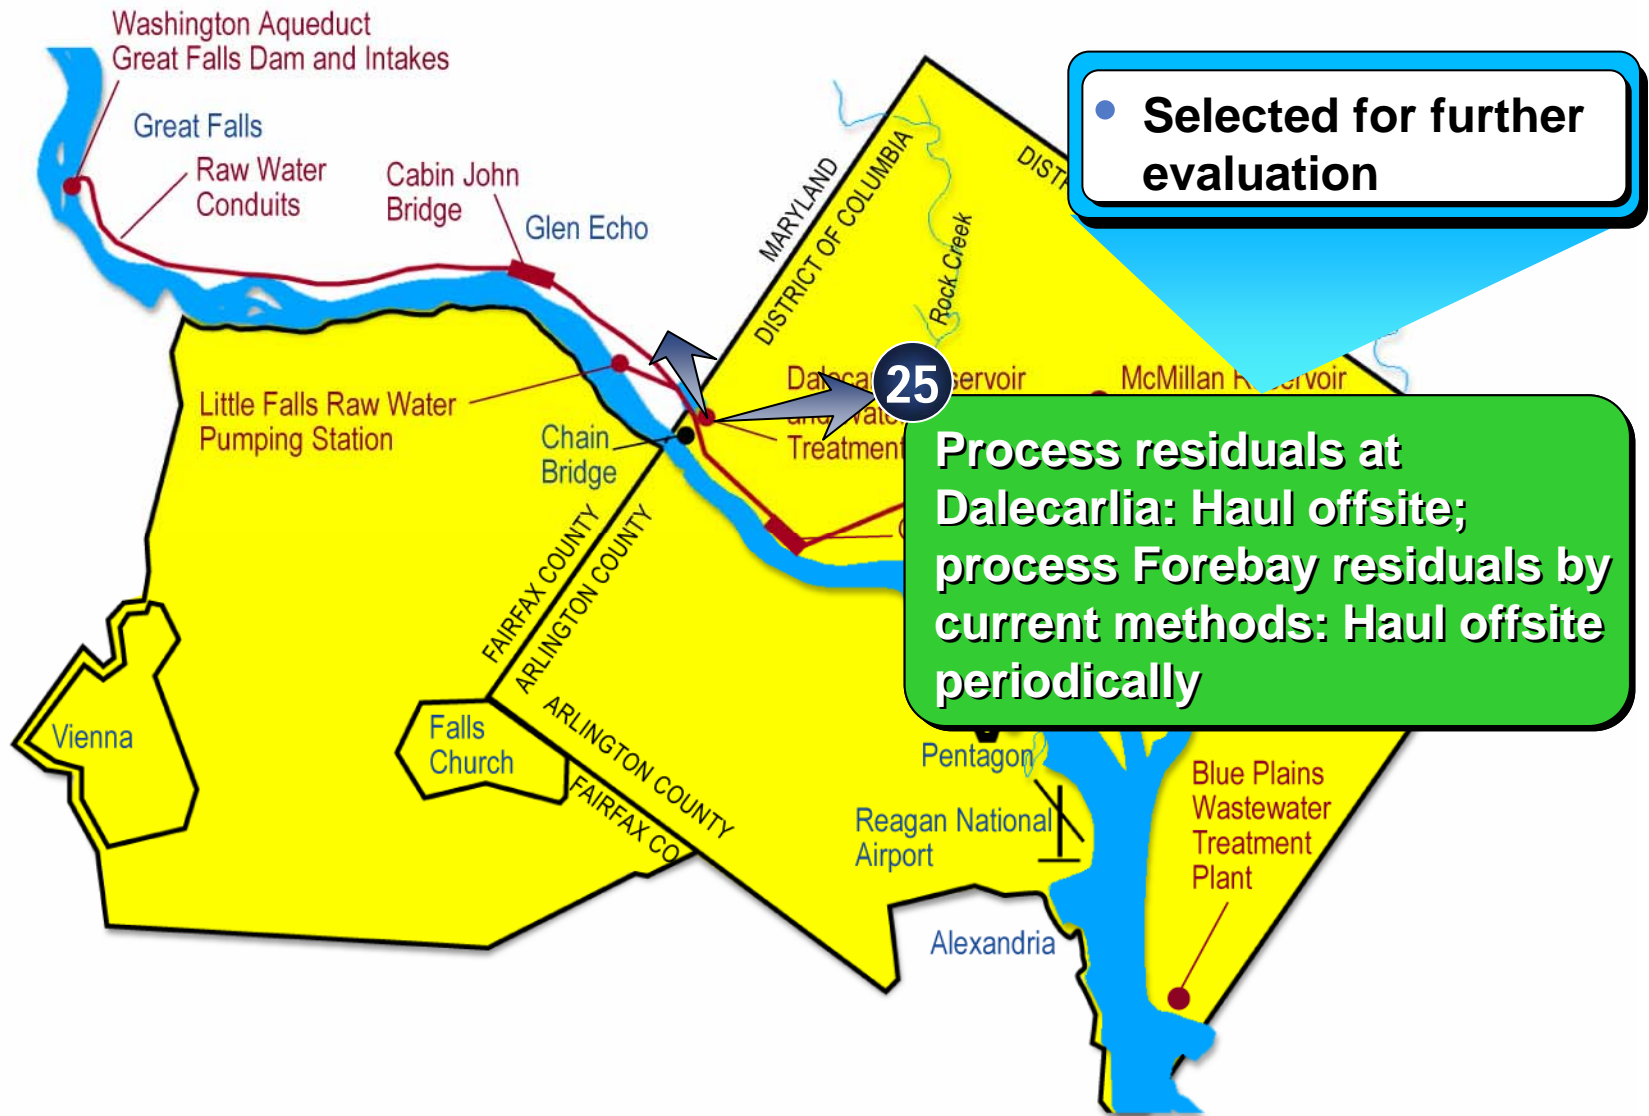 Washington Aqueduct
Great Falls Dam and Intakes
Great Falls
Raw Water
Conduits
Cabin John
Bridge
Glen Echo
MARYLAND
DISTRICT OF COLUMBIA
Rock Creek
• Selected for further
evaluation
Little Falls Raw Water
Pumping Station
Chain
Bridge
25
McMillan
Treatment
Process residuals at
Dalecarlia: Haul offsite;
process Forebay residuals by
current methods: Haul offsite
periodically
FAIRFAX COUNTY
ARLINGTON COUNTY
Vienna
Falls
Church
ARLINGTON COUNTY
FAIRFAX CO
Pentagon
Reagan National
Airport
Blue Plains
Wastewater
Treatment
Plant
Alexandria